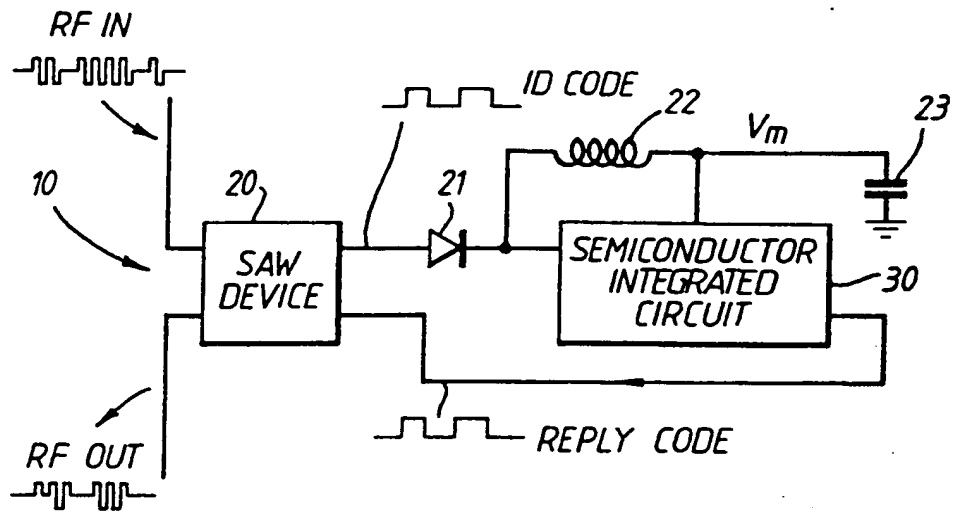 RF IN
ID CODE
22
Vm
23
10
20
21
SAW
DEVICE
SEMICONDUCTOR
INTEGRATED
CIRCUIT
30
RF OUT
REPLY CODE